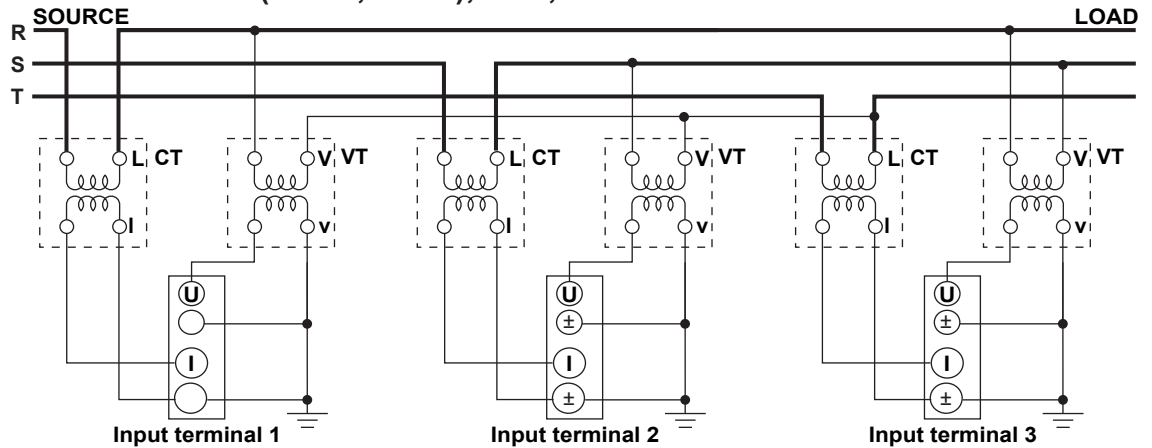 SOURCE LOAD
R
S
T
L CT V VT L CT V VT L CT V VT
l v l v l v
U U U
± ±
I I I
± ±
Input terminal 1 Input terminal 2 Input terminal 3